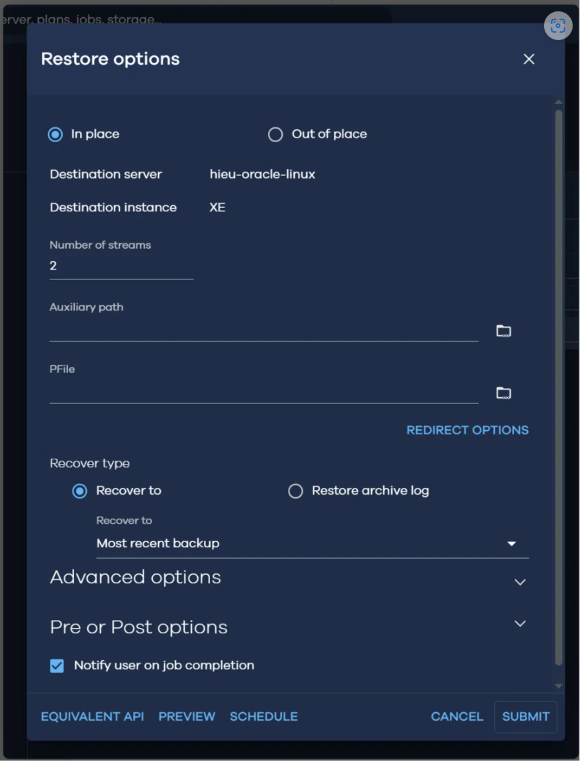 erver, plans, jobs, storage...
Restore options
In place
Out of place
Destination server
hieu-oracle-linux
Destination instance
XE
Number of streams
2
Auxiliary path
PFile
REDIRECT OPTIONS
Recover type
Recover to
Restore archive log
Recover to
Most recent backup
Advanced options
Pre or Post options
Notify user on job completion
EQUIVALENT API
PREVIEW
SCHEDULE
CANCEL
SUBMIT